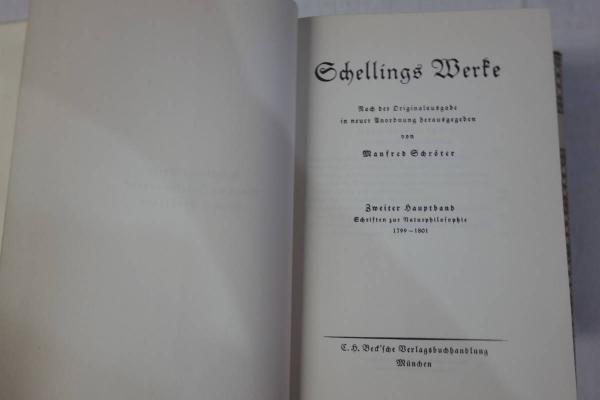 Schellings Werke
Nach der Originalausgabe
in neuer Anordnung herausgegeben
von
Manfred Schröter
Zweiter Hauptband
Schriften zur Naturphilosophie
1799–1801
C. H. Beck'sche Verlagsbuchhandlung
München